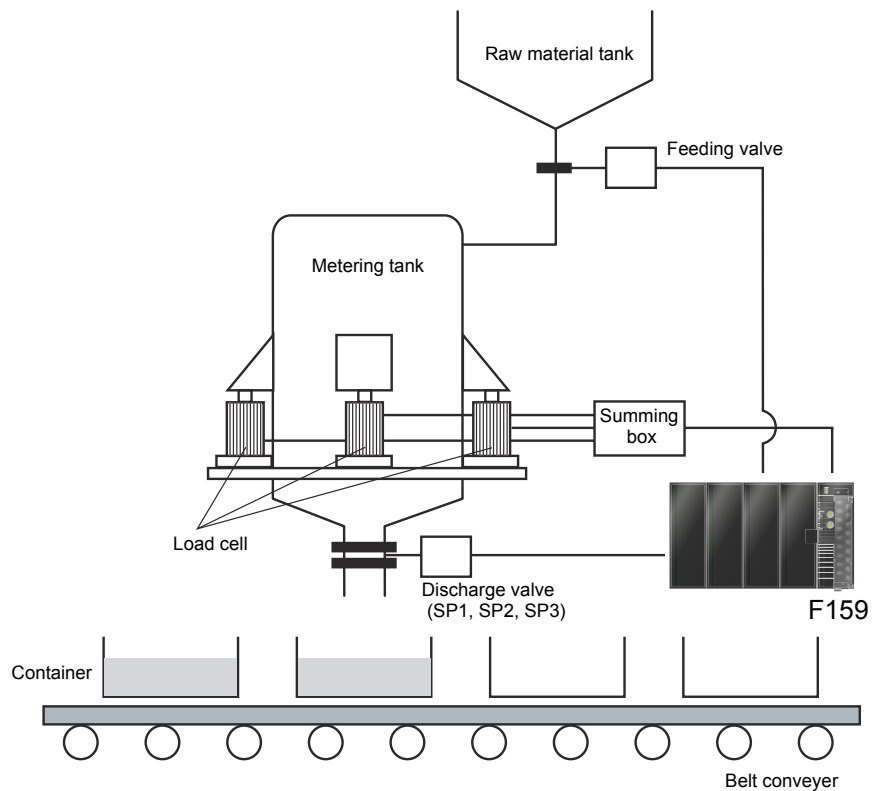 Raw material tank
Feeding valve
Metering tank
Summing
box
Load cell
Discharge valve
(SP1, SP2, SP3)
F159
Container
Belt conveyer